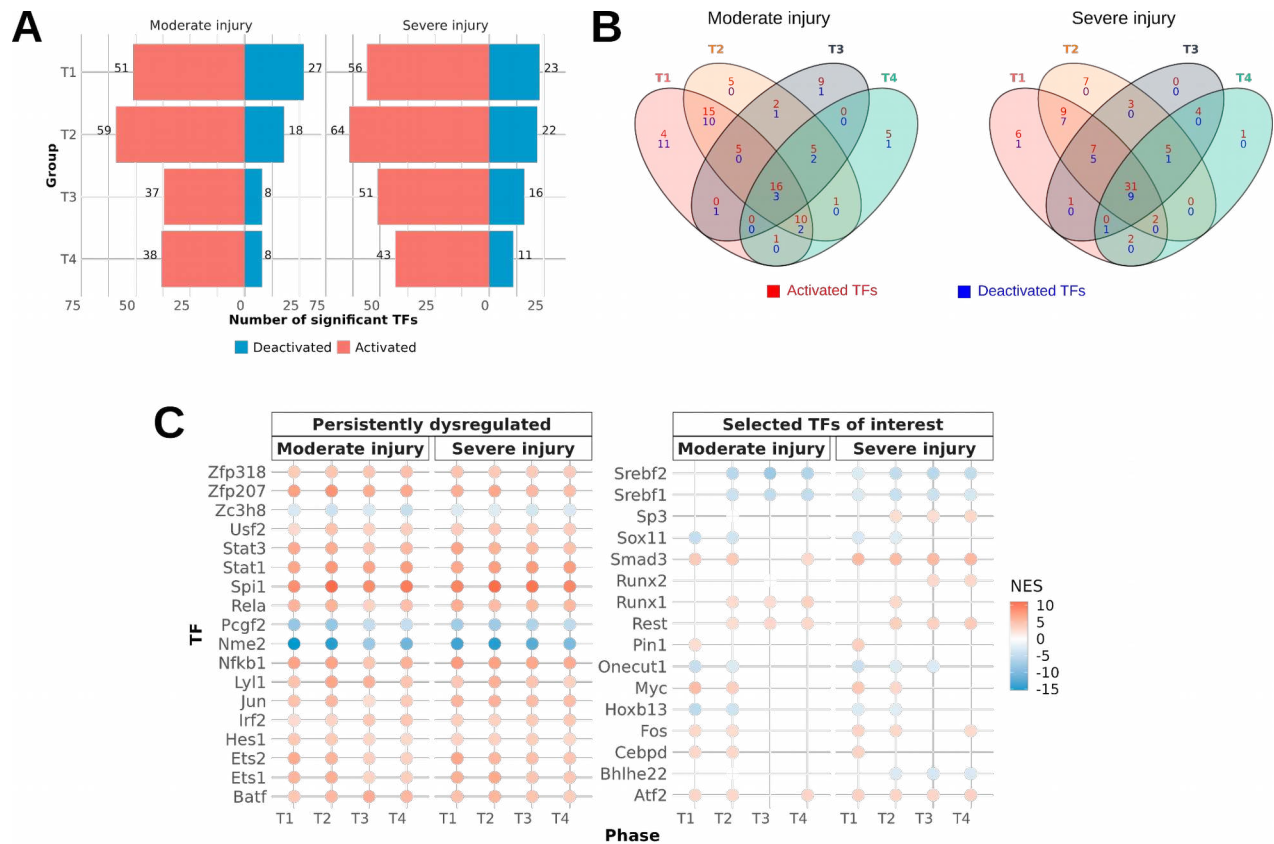 A
Moderate injury
Severe injury
Group
T1
51
27
56
23
T2
59
18
64
22
T3
37
8
51
16
T4
38
8
43
11
75
50
25
0
25
75
50
25
0
25
Number of significant TFs
Deactivated
Activated
B
Moderate injury
T1
T2
T3
T4
5
0
9
1
15
10
2
1
0
0
4
11
5
0
5
2
5
1
16
3
0
1
0
0
10
2
1
0
1
0
Severe injury
T1
T2
T3
T4
7
0
0
0
9
7
3
0
4
0
6
1
7
5
5
1
1
0
31
9
1
0
0
1
2
0
0
0
2
0
Activated TFs
Deactivated TFs
C
Persistently dysregulated
Moderate injury
Severe injury
TF
Zfp318
Zfp207
Zc3h8
Usf2
Stat3
Stat1
Spi1
Rela
Pcgf2
Nme2
Nfkb1
Lyl1
Jun
Irf2
Hes1
Ets2
Ets1
Batf
T1 T2 T3 T4 T1 T2 T3 T4
Selected TFs of interest
Moderate injury
Severe injury
Srebf2
Srebf1
Sp3
Sox11
Smad3
Runx2
Runx1
Rest
Pin1
Onecut1
Myc
Hoxb13
Fos
Cebpd
Bhlhe22
Atf2
T1 T2 T3 T4 T1 T2 T3 T4
Phase
NES
10
5
0
-5
-10
-15